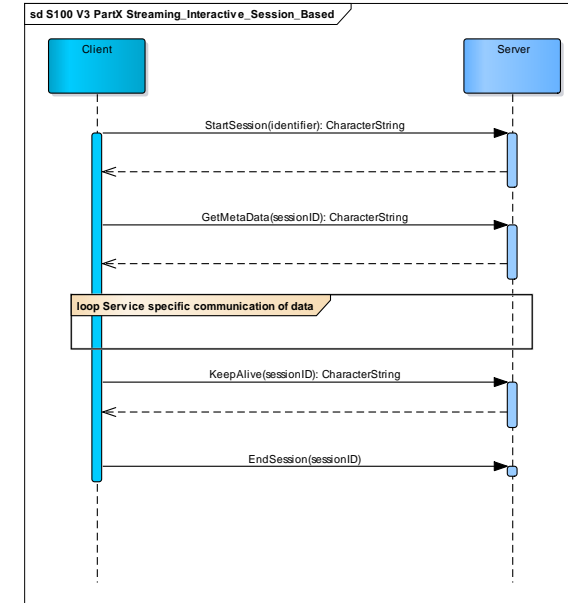 sd S100 V3 PartX Streaming_Interactive_Session_Based
Client
Server
StartSession(identifier): CharacterString
GetMetaData(sessionID): CharacterString
loop Service specific communication of data
KeepAlive(sessionID): CharacterString
EndSession(sessionID)